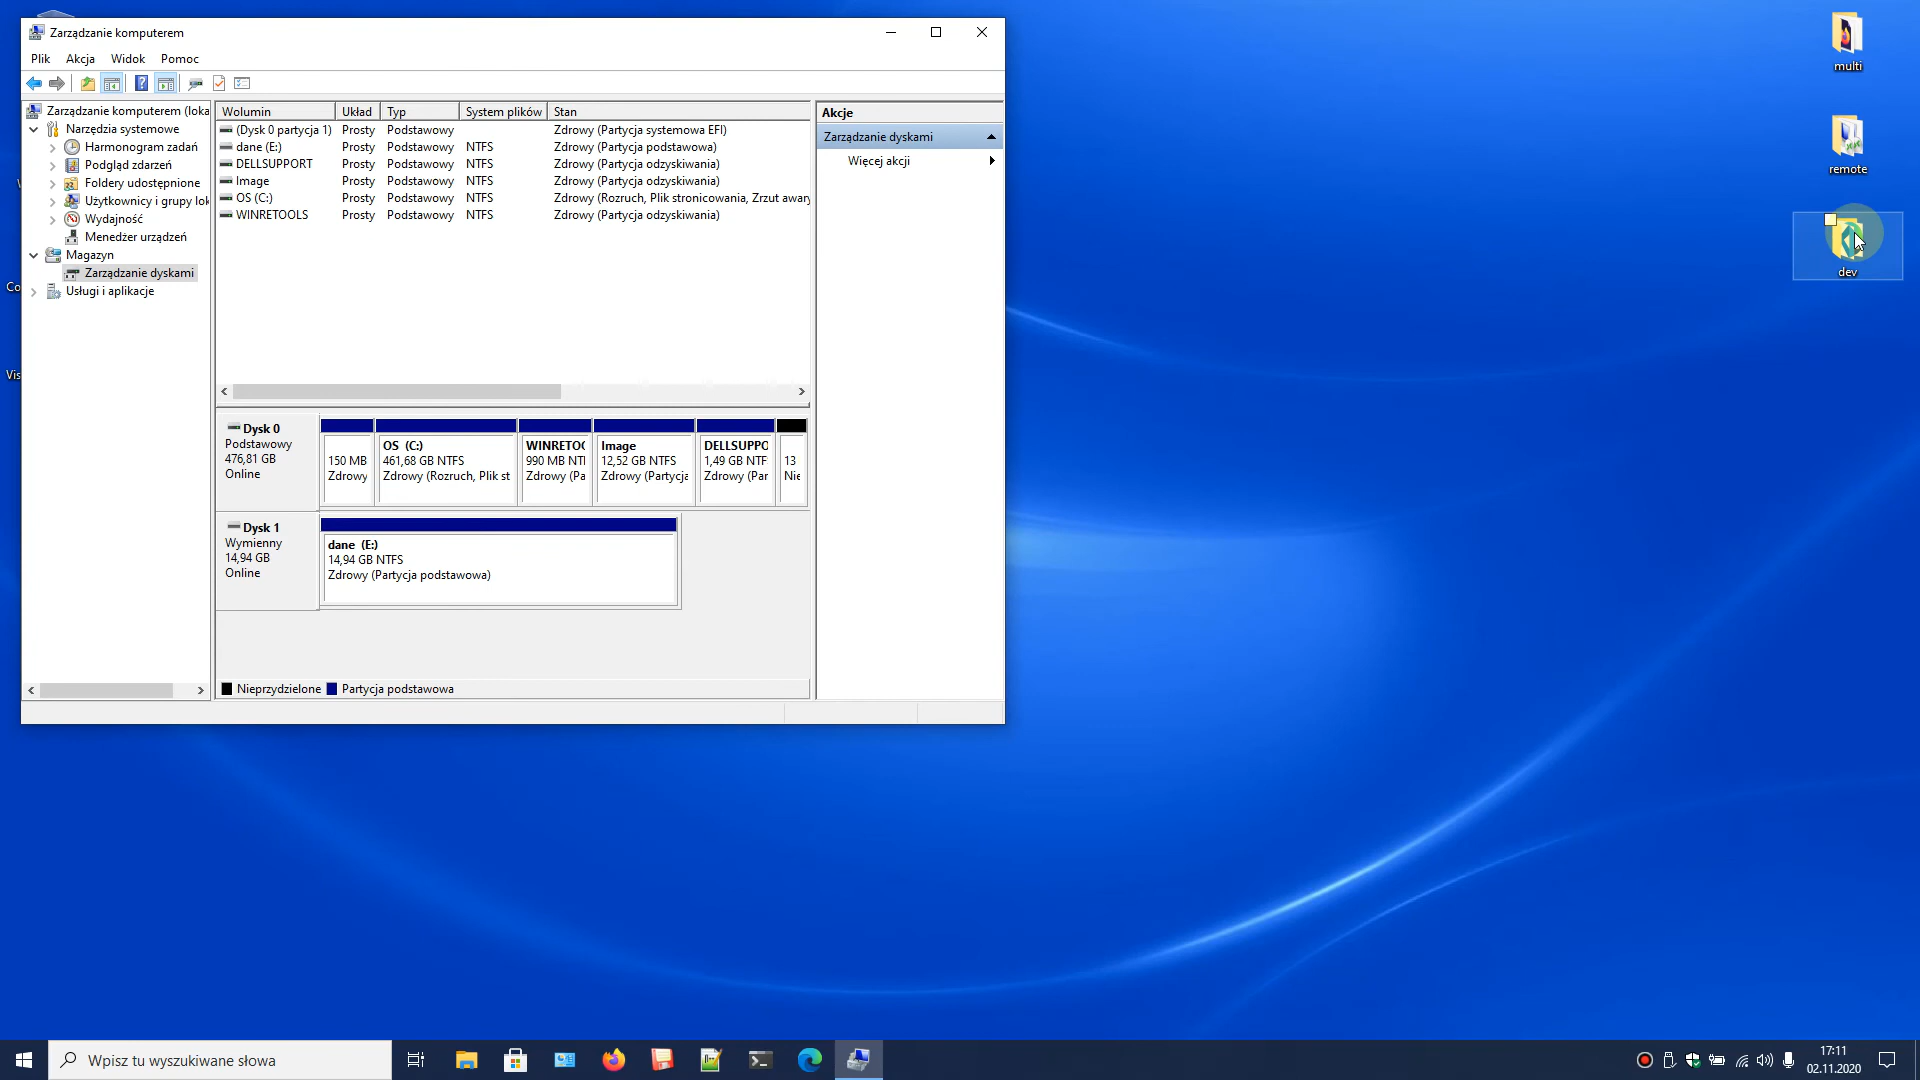 Zarządzanie komputerem
Plik Akcja Widok Pomoc
Zarządzanie komputerem (loka
Narzędzia systemowe
Harmonogram zadań
Podgląd zdarzeń
Foldery udostępnione
Użytkownicy i grupy lok
Wydajność
Menedżer urządzeń
Magazyn
Zarządzanie dyskami
Usługi i aplikacje
Wolumin Układ Typ System plików Stan
(Dysk 0 partycja 1) Prosty Podstawowy Zdrowy (Partycja systemowa EFI)
dane (E:) Prosty Podstawowy NTFS Zdrowy (Partycja podstawowa)
DELLSUPPORT Prosty Podstawowy NTFS Zdrowy (Partycja odzyskiwania)
Image Prosty Podstawowy NTFS Zdrowy (Partycja odzyskiwania)
OS (C:) Prosty Podstawowy NTFS Zdrowy (Rozruch, Plik stronicowania, Zrzut awary
WINRETOOLS Prosty Podstawowy NTFS Zdrowy (Partycja odzyskiwania)
Dysk 0
Podstawowy
476,81 GB
Online
150 MB
Zdrowy
OS (C:)
461,68 GB NTFS
Zdrowy (Rozruch, Plik st
WINRETOO
990 MB NTI
Zdrowy (Pa
Image
12,52 GB NTFS
Zdrowy (Partycja
DELLSUPPO
1,49 GB NTF
Zdrowy (Par
13
Nie
Dysk 1
Wymienny
14,94 GB
Online
dane (E:)
14,94 GB NTFS
Zdrowy (Partycja podstawowa)
Nieprzydzielone Partycja podstawowa
Akcje
Zarządzanie dyskami
Więcej akcji
Co
Vis
multi
remote
dev
Wpisz tu wyszukiwane słowa
17:11
02.11.2020